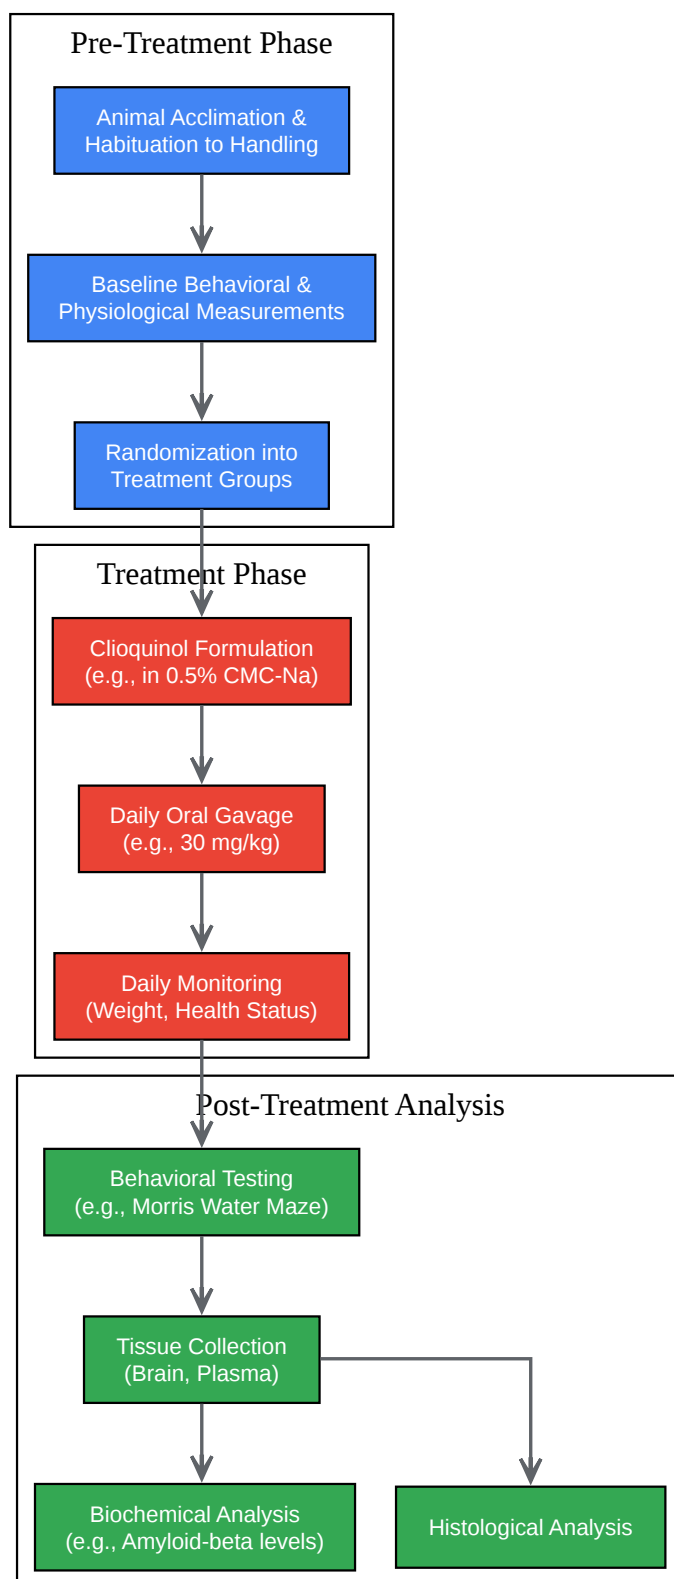 Pre-Treatment Phase
Animal Acclimation &
Habituation to Handling
Baseline Behavioral &
Physiological Measurements
Randomization into
Treatment Groups
Treatment Phase
Clioquinol Formulation
(e.g., in 0.5% CMC-Na)
Daily Oral Gavage
(e.g., 30 mg/kg)
Daily Monitoring
(Weight, Health Status)
Post-Treatment Analysis
Behavioral Testing
(e.g., Morris Water Maze)
Tissue Collection
(Brain, Plasma)
Biochemical Analysis
(e.g., Amyloid-beta levels)
Histological Analysis